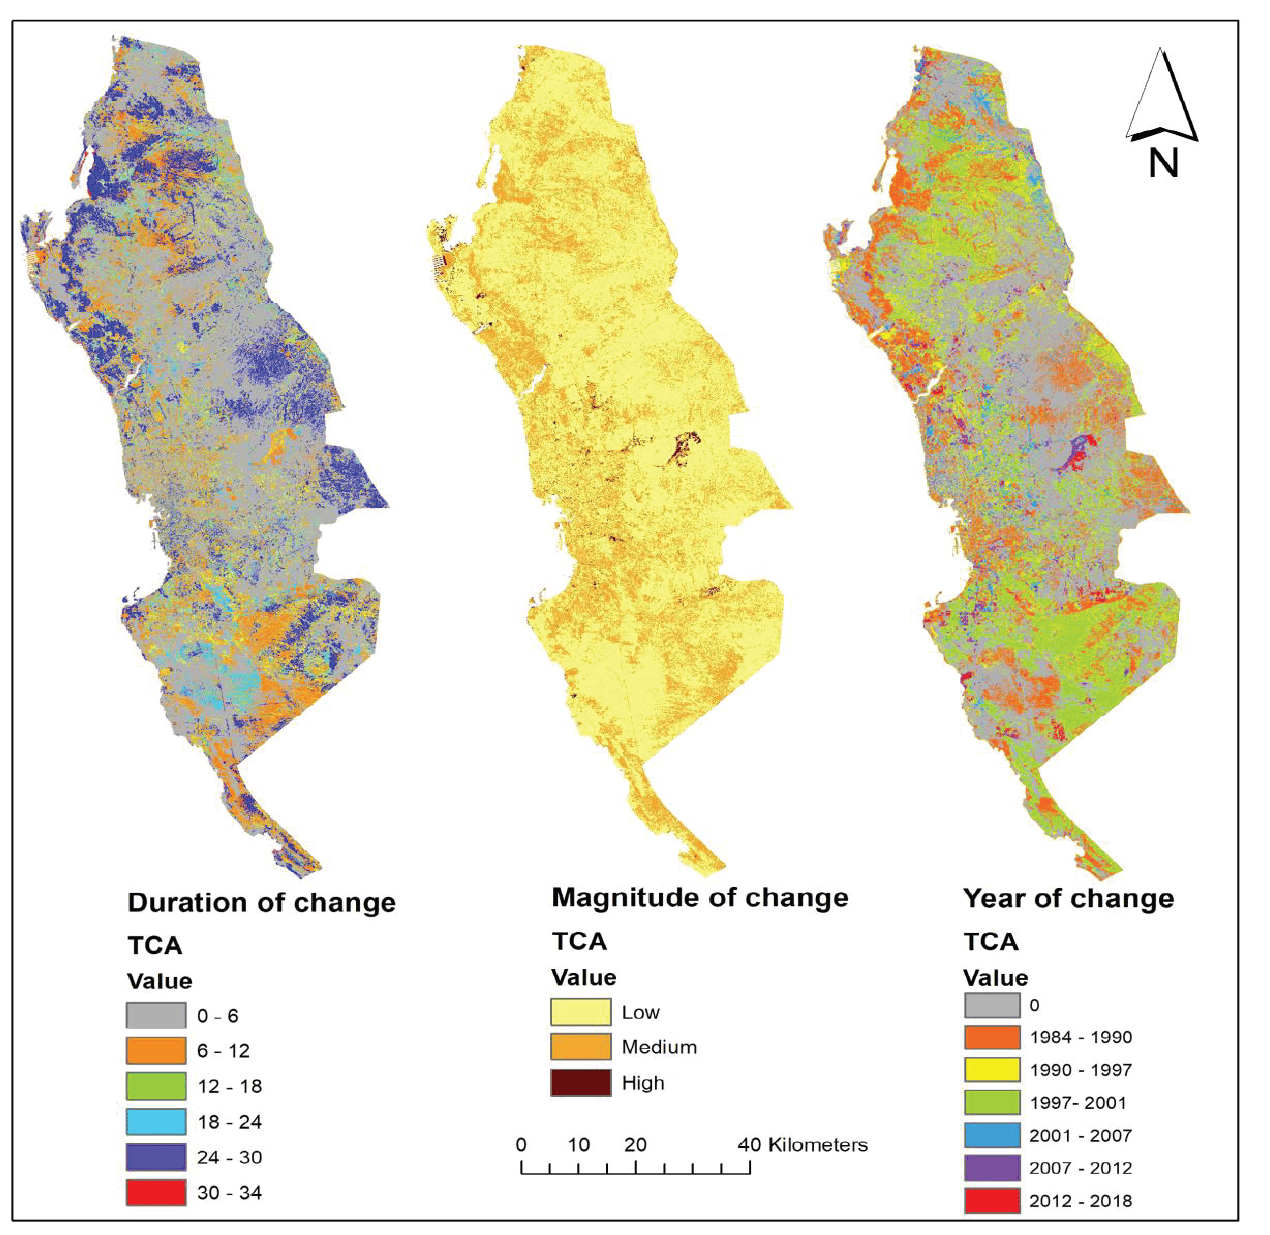 N
Duration of change
TCA
Value
0 - 6
6 - 12
12 - 18
18 - 24
24 - 30
30 - 34
Magnitude of change
TCA
Value
Low
Medium
High
0 10 20 40 Kilometers
Year of change
TCA
Value
0
1984 - 1990
1990 - 1997
1997- 2001
2001 - 2007
2007 - 2012
2012 - 2018